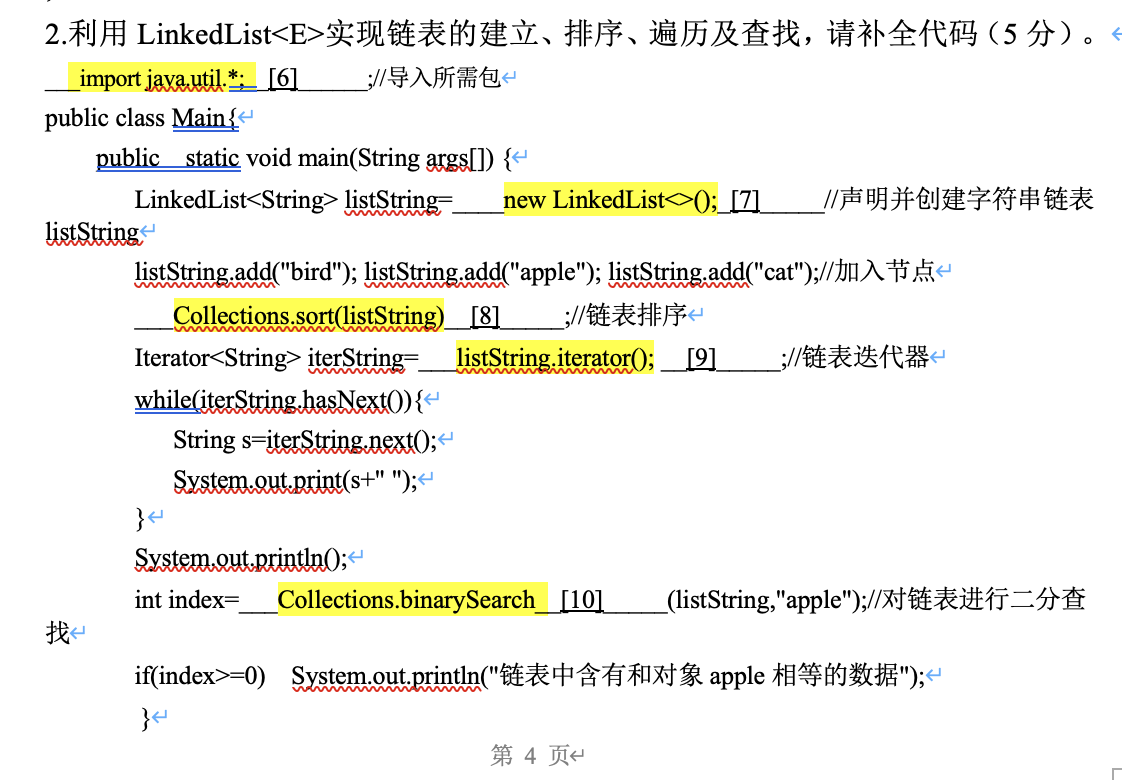 2.利用 LinkedList<E>实现链表的建立、排序、遍历及查找，请补全代码（5 分）。
___import java.util.*;__[6]______;//导入所需包
public class Main{
public static void main(String args[]) {
LinkedList<String> listString=____new LinkedList<>();_[7]_____//声明并创建字符串链表
listString
listString.add("bird"); listString.add("apple"); listString.add("cat");//加入节点
___Collections.sort(listString)__[8]_____;//链表排序
Iterator<String> iterString=___listString.iterator();__[9]_____;//链表迭代器
while(iterString.hasNext()){
String s=iterString.next();
System.out.print(s+" ");
}
System.out.println();
int index=___Collections.binarySearch__[10]_____(listString,"apple");//对链表进行二分查
找
if(index>=0) System.out.println("链表中含有和对象 apple 相等的数据");
}
第 4 页